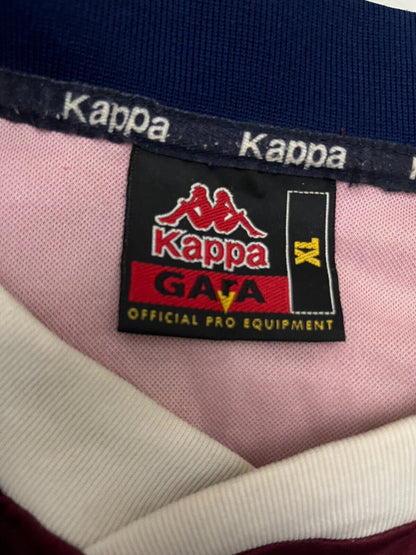 Kappa
Kappa
Kappa
GARA
XL
OFFICIAL PRO EQUIPMENT